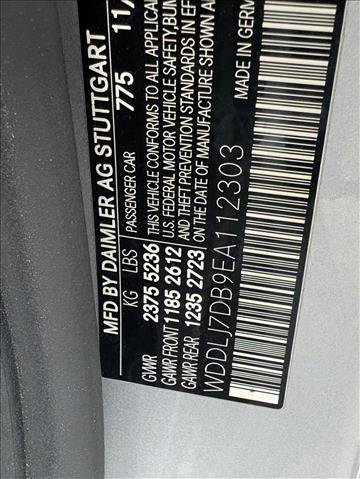 MFD BY DAIMLER AG STUTTGART
775 11/
KG LBS PASSENGER CAR
GVWR 2375 5236 THIS VEHICLE CONFORMS TO ALL APPLICA
GAWR FRONT 1185 2612 U.S. FEDERAL MOTOR VEHICLE SAFETY, BUM
GAWR REAR 1235 2723 AND THEFT PREVENTION STANDARDS IN EF
ON THE DATE OF MANUFACTURE SHOWN
MADE IN GERM
WDDLJ7DB9EA112303